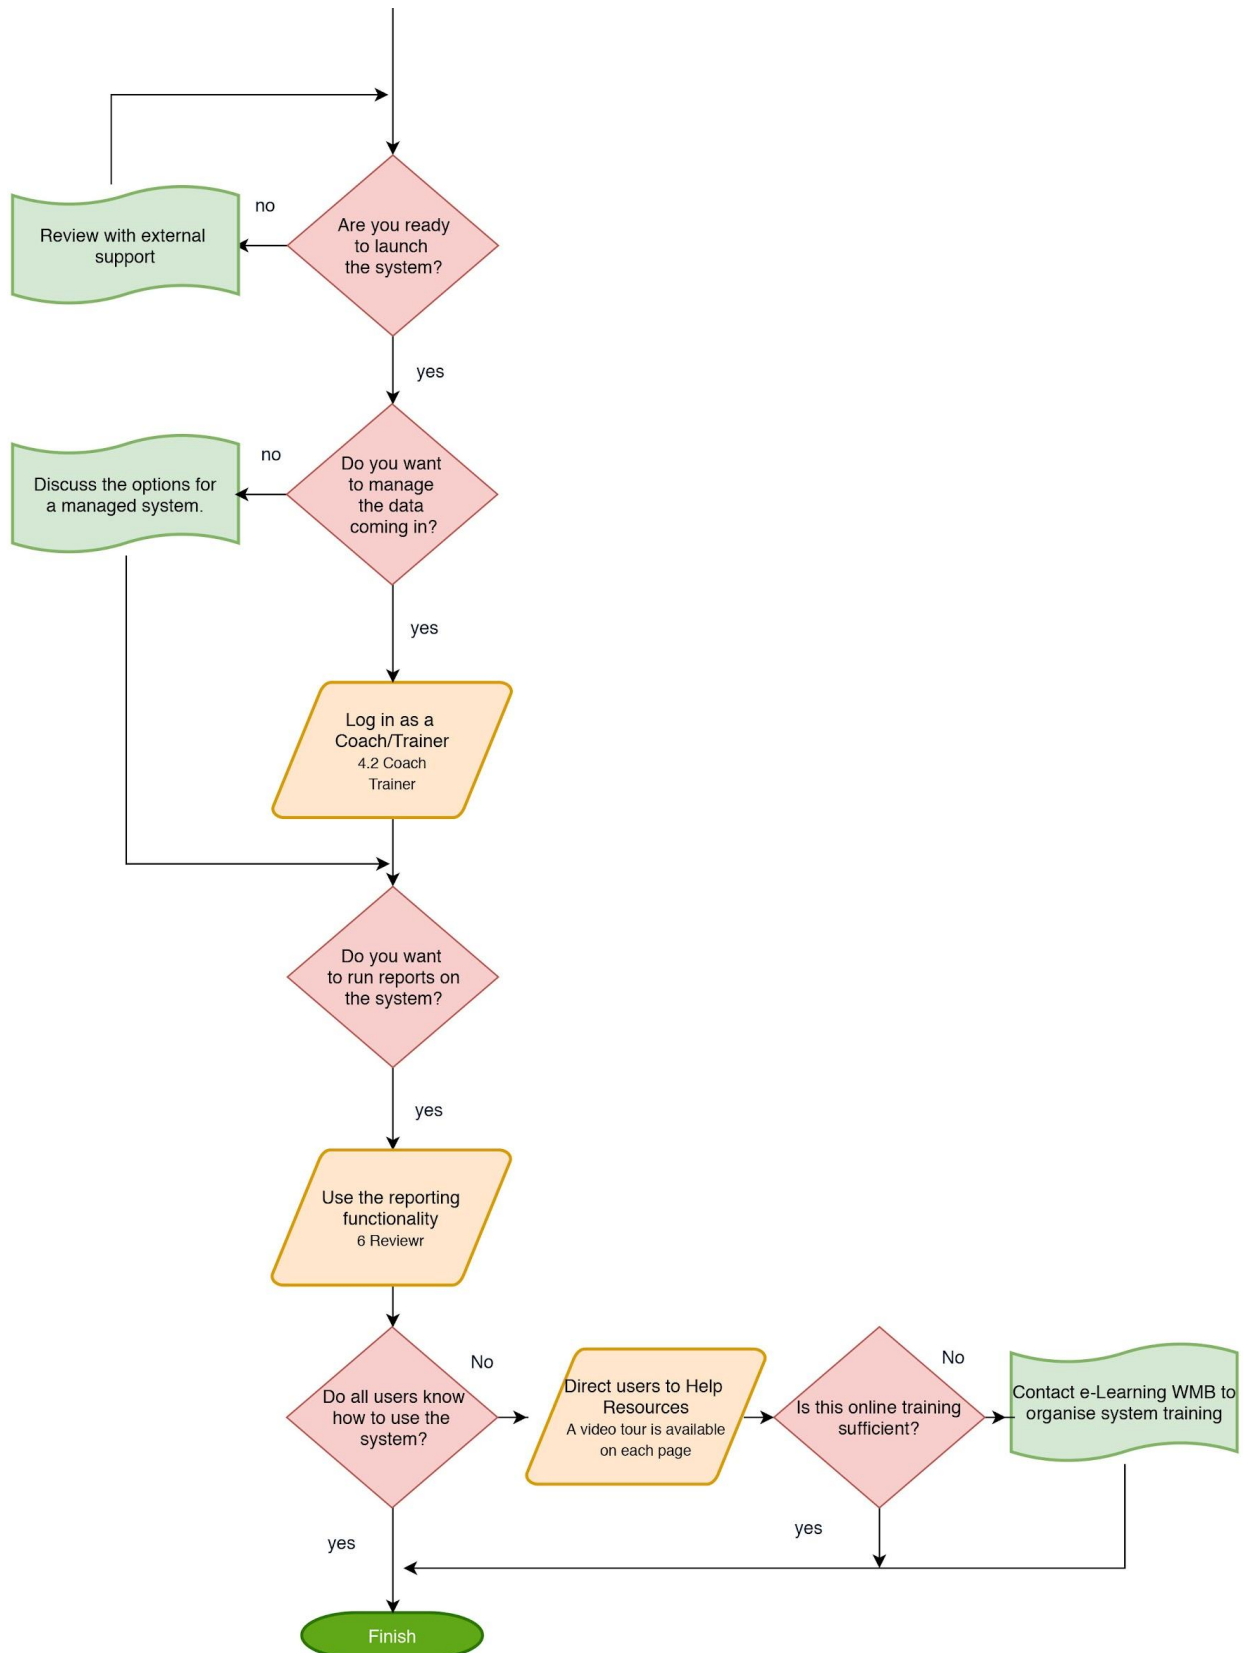 no
Are you ready
to launch
the system?
Review with external
support
yes
no
Do you want
to manage
the data
coming in?
Discuss the options for
a managed system.
yes
Log in as a
Coach/Trainer
4.2 Coach
Trainer
Do you want
to run reports on
the system?
yes
Use the reporting
functionality
6 Reviewr
Do all users know
how to use the
system?
No
Direct users to Help
Resources
A video tour is available
on each page
Is this online training
sufficient?
No
Contact e-Learning WMB to
organise system training
yes
yes
Finish